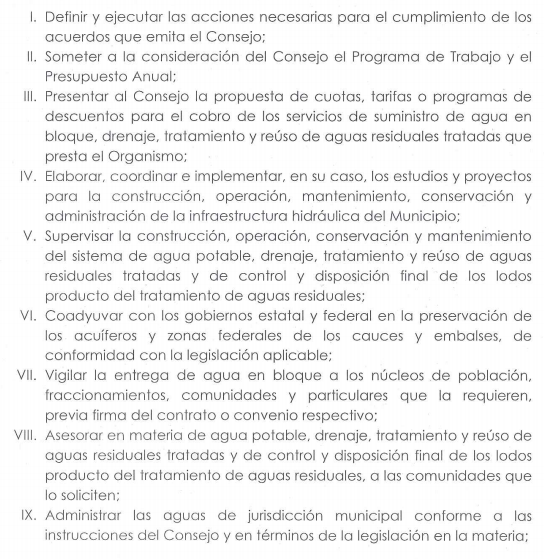 I. Definir y ejecutar las acciones necesarias para el cumplimiento de los
acuerdos que emita el Consejo;
II. Someter a la consideración del Consejo el Programa de Trabajo y el
Presupuesto Anual;
III. Presentar al Consejo la propuesta de cuotas, tarifas o programas de
descuentos para el cobro de los servicios de suministro de agua en
bloque, drenaje, tratamiento y reúso de aguas residuales tratadas que
presta el Organismo;
IV. Elaborar, coordinar e implementar, en su caso, los estudios y proyectos
para la construcción, operación, mantenimiento, conservación y
administración de la infraestructura hidráulica del Municipio;
V. Supervisar la construcción, operación, conservación y mantenimiento
del sistema de agua potable, drenaje, tratamiento y reúso de aguas
residuales tratadas y de control y disposición final de los lodos
producto del tratamiento de aguas residuales;
VI. Coadyuvar con los gobiernos estatal y federal en la preservación de
los acuíferos y zonas federales de los cauces y embalses, de
conformidad con la legislación aplicable;
VII. Vigilar la entrega de agua en bloque a los núcleos de población,
fraccionamientos, comunidades y particulares que la requieren,
previa firma del contrato o convenio respectivo;
VIII. Asesorar en materia de agua potable, drenaje, tratamiento y reúso de
aguas residuales tratadas y de control y disposición final de los lodos
producto del tratamiento de aguas residuales, a las comunidades que
lo soliciten;
IX. Administrar las aguas de jurisdicción municipal conforme a las
instrucciones del Consejo y en términos de la legislación en la materia;